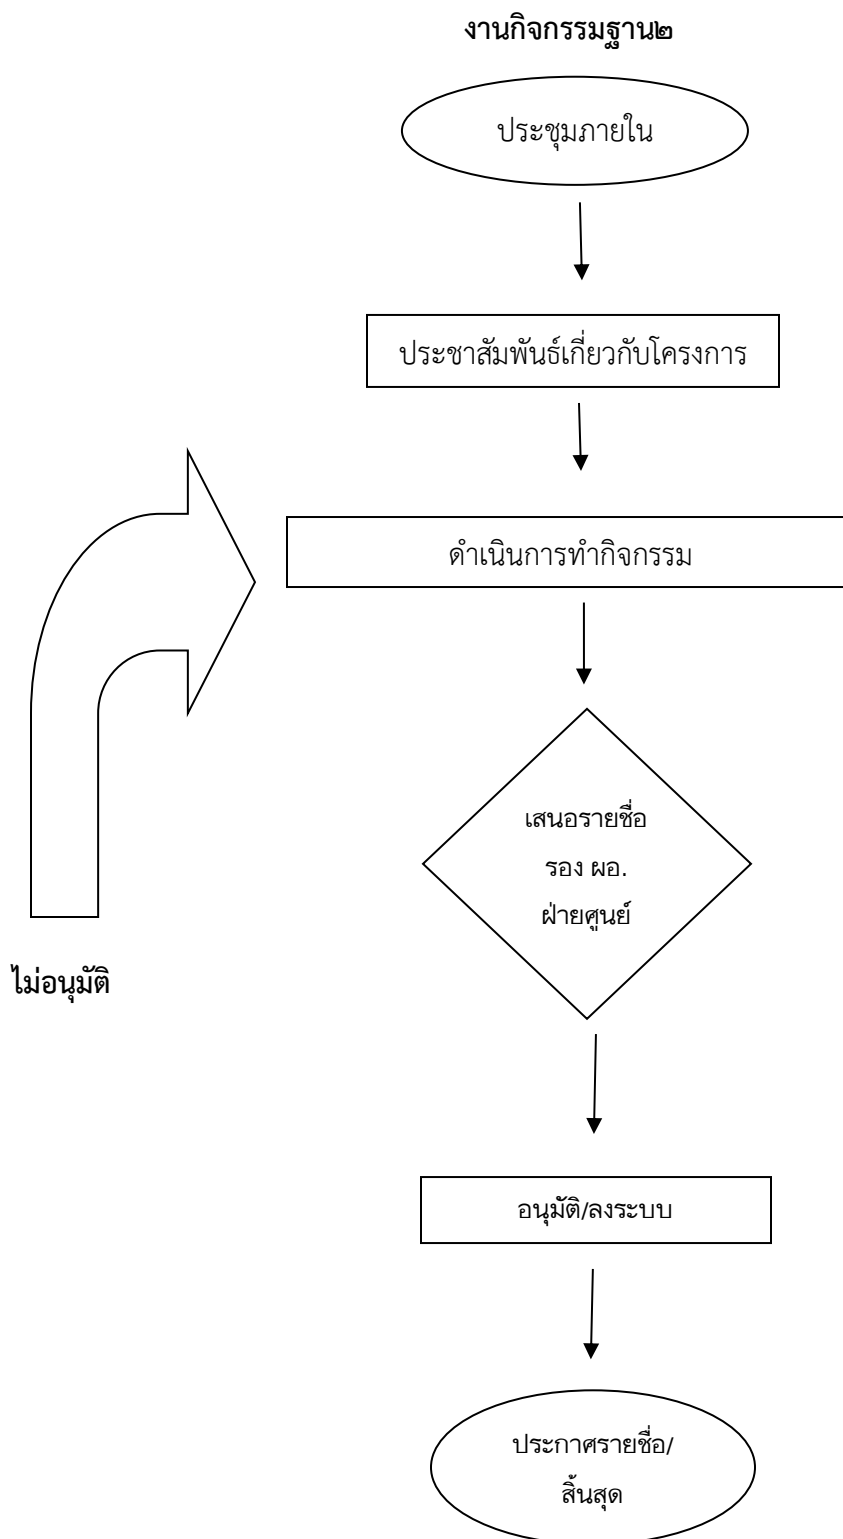 งานกิจกรรมฐาน๒
ประชุมภายใน
ประชาสัมพันธ์เกี่ยวกับโครงการ
ดำเนินการทำกิจกรรม
เสนอรายชื่อ
รอง ผอ.
ฝ่ายศูนย์
ไม่อนุมัติ
อนุมัติ/ลงระบบ
ประกาศรายชื่อ/
สิ้นสุด